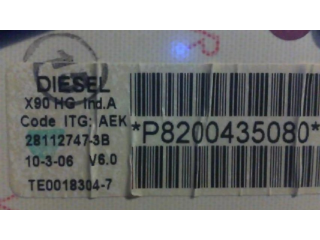 DIESEL
X90 HG Ind.A
Code ITG; AEK
28112747-3B
10-3-06 V6.0
TE0018304-7
*P8200435080*